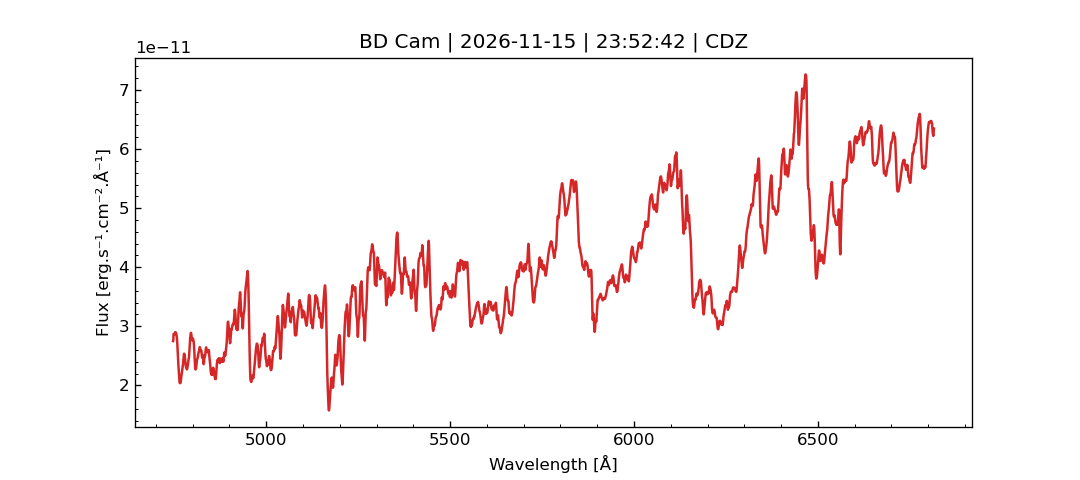 BD Cam | 2026-11-15 | 23:52:42 | CDZ
1e−11
7
6
5
4
3
2
Flux [erg.s⁻¹.cm⁻².Å⁻¹]
5000 5500 6000 6500
Wavelength [Å]